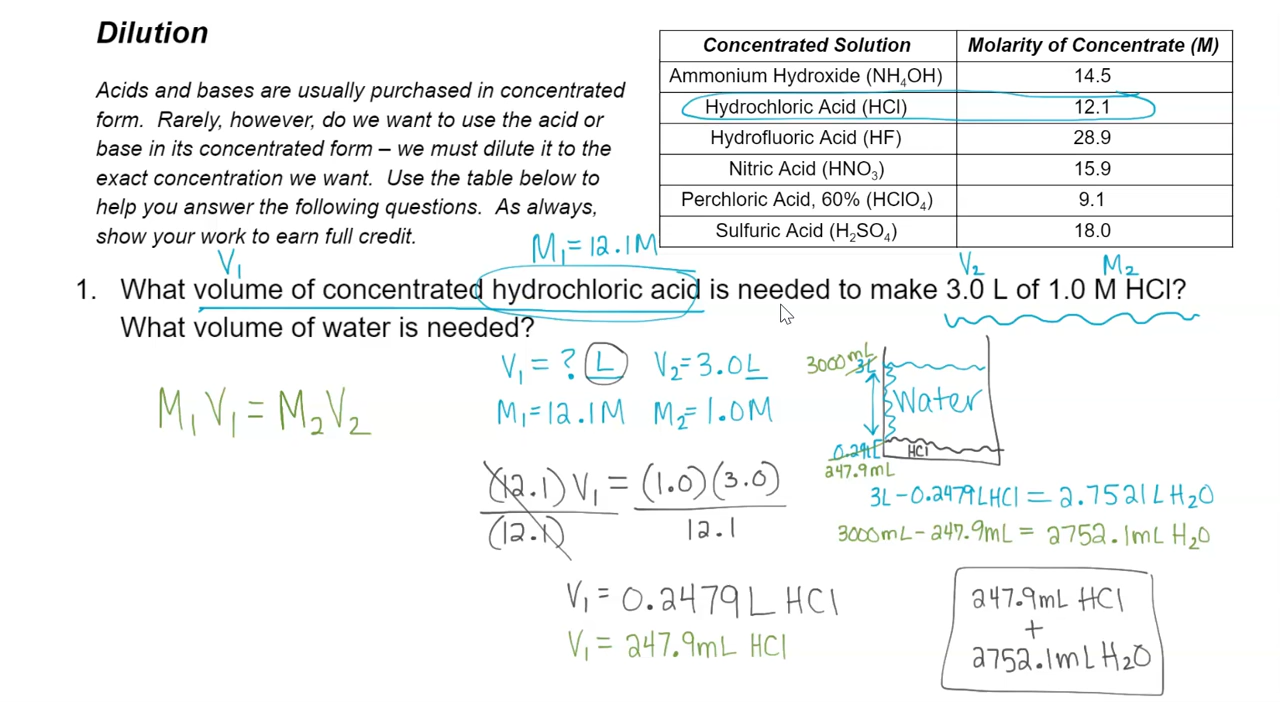 Dilution
Acids and bases are usually purchased in concentrated
form. Rarely, however, do we want to use the acid or
base in its concentrated form – we must dilute it to the
exact concentration we want. Use the table below to
help you answer the following questions. As always,
show your work to earn full credit.
Concentrated Solution Molarity of Concentrate (M)
Ammonium Hydroxide (NH₄OH) 14.5
Hydrochloric Acid (HCl) 12.1
Hydrofluoric Acid (HF) 28.9
Nitric Acid (HNO₃) 15.9
Perchloric Acid, 60% (HClO₄) 9.1
Sulfuric Acid (H₂SO₄) 18.0
M₁=12.1M
V₁ V₂ M₂
1. What volume of concentrated hydrochloric acid is needed to make 3.0 L of 1.0 M HCl?
What volume of water is needed?
V₁=? L V₂=3.0L
M₁=12.1M M₂=1.0M
M₁V₁=M₂V₂
3000mL 3L
Water
HCl
247.9mL
(12.1)V₁=(1.0)(3.0)
(12.1) 12.1
3L-0.2479LHCl=2.7521LH₂O
3000mL-247.9mL=2752.1mLH₂O
V₁=0.2479L HCl
V₁=247.9mL HCl
247.9mL HCl
+
2752.1mLH₂O